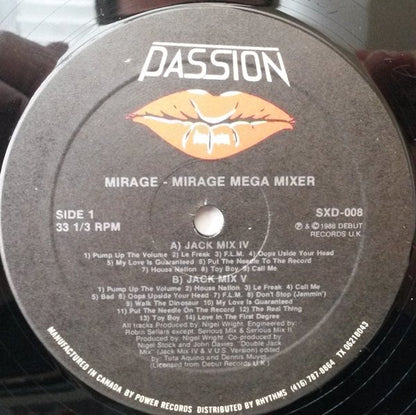 PASSION
MIRAGE - MIRAGE MEGA MIXER
SIDE 1
33 1/3 RPM
SXD-008
℗ & © 1988 DEBUT
RECORDS U.K.
A) JACK MIX IV
1) Pump Up The Volume 2) Le Freak 3) F.L.M. 4) Oops Uside Your Head
5) My Love Is Guaranteed 6) Put The Needle To The Record
7) House Nation 8) Toy Boy 9) Call Me
B) JACK MIX V
1) Pump Up The Volume 2) House Nation 3) Le Freak 4) Call Me
5) Bad 6) Oops Upside Your Head 7) F.L.M. 8) Don't Stop (Jammin')
9) Walk The Dinosaur 10) My Love Is Guaranteed
11) Put The Needle On The Record 12) The Real Thing
13) Toy Boy 14) Love In The First Degree
All tracks Produced by Nigel Wright. Engineered by
Robin Sellars except Serious Mix & Serious Mix II
Produced by Nigel Wright. Co-produced by
Nigel Stock and John Davies "Double Jack
Mix" (Jack Mix IV & V U.S. Version) edited
by Tuta Aquino and Dennis Muyet
(Licensed from Debut Records U.K.)
MANUFACTURED IN CANADA BY POWER RECORDS DISTRIBUTED BY RHYTHMS (416) 787-8804 TX 06218043